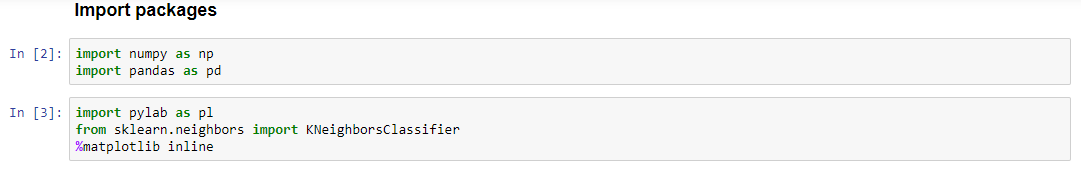 Import packages
In [2]: import numpy as np
import pandas as pd
In [3]: import pylab as pl
from sklearn.neighbors import KNeighborsClassifier
%matplotlib inline